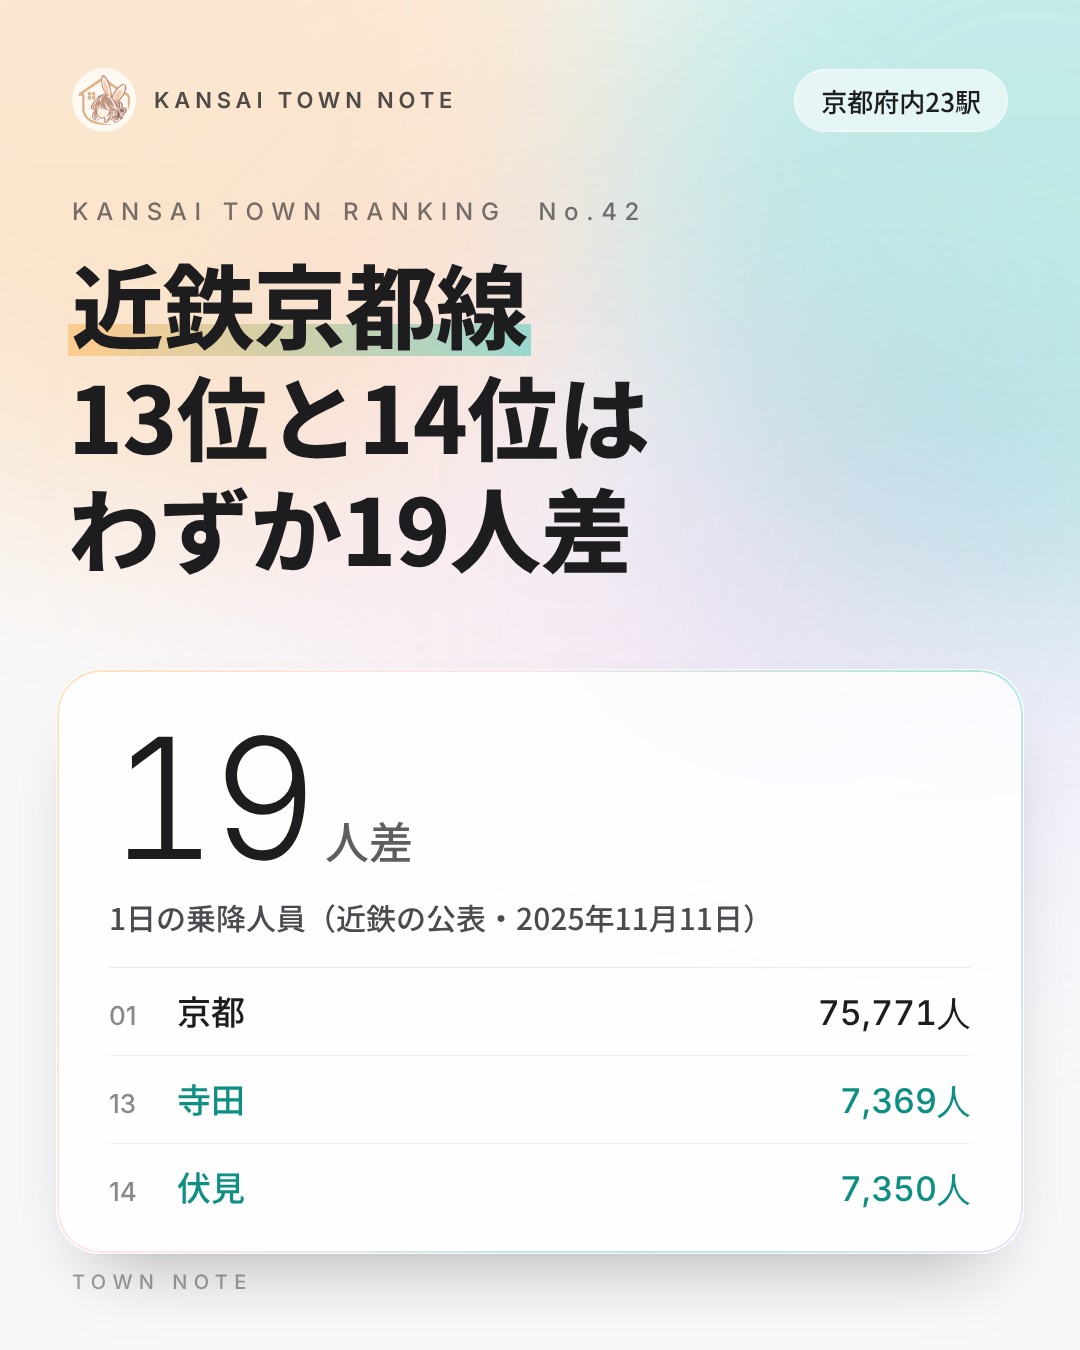 KANSAI TOWN NOTE
京都府内23駅
KANSAI TOWN RANKING No.42
近鉄京都線
13位と14位は
わずか19人差
19人差
1日の乗降人員（近鉄の公表・2025年11月11日）
01 京都 75,771人
13 寺田 7,369人
14 伏見 7,350人
TOWN NOTE